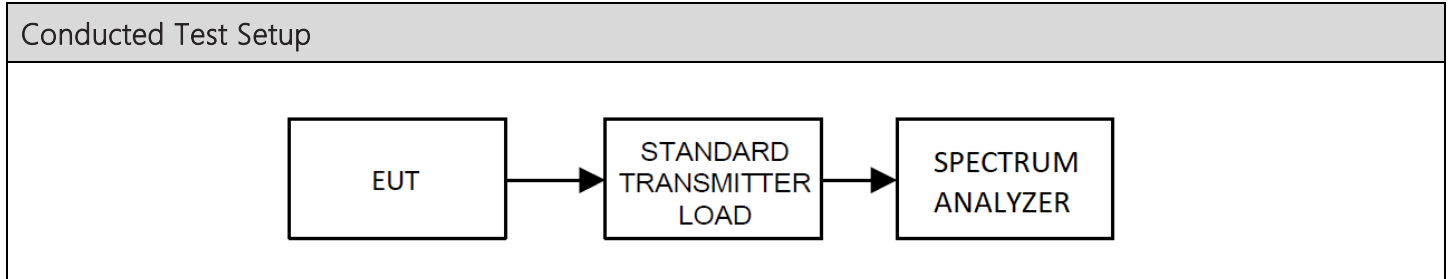 Conducted Test Setup
EUT
STANDARD
TRANSMITTER
LOAD
SPECTRUM
ANALYZER